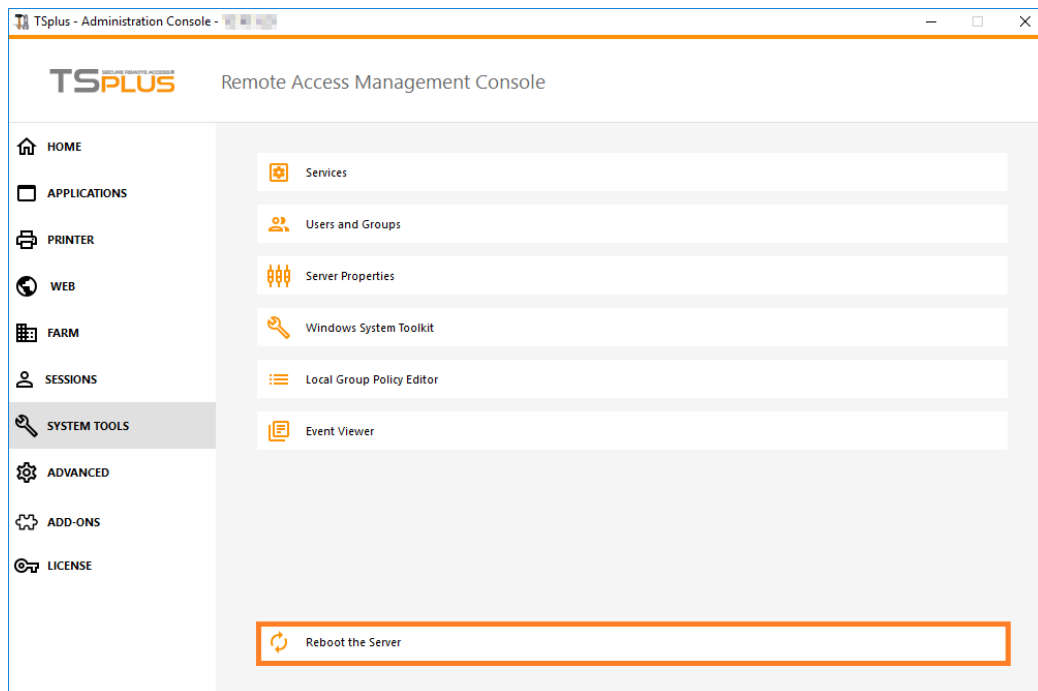 TSplus - Administration Console -
SECURE REMOTE ACCESS
TSPLUS
Remote Access Management Console
HOME
APPLICATIONS
PRINTER
WEB
FARM
SESSIONS
SYSTEM TOOLS
ADVANCED
ADD-ONS
LICENSE
Services
Users and Groups
Server Properties
Windows System Toolkit
Local Group Policy Editor
Event Viewer
Reboot the Server